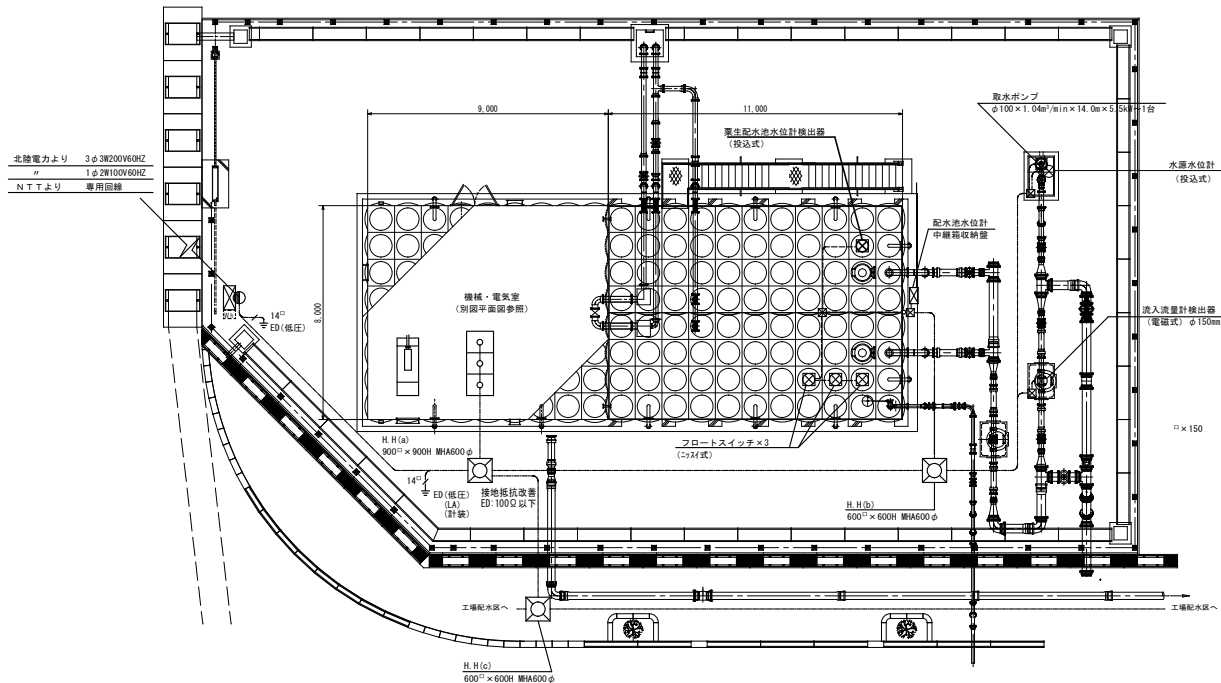 取水ポンプ
φ100×1.04m³/min×14.0m×5.5kW-1台
9,000
11,000
粟生配水池水位計検出器
(投込式)
北陸電力より 3φ3W200V60HZ
〃 1φ2W100V60HZ
NTTより 専用回線
水源水位計
(投込式)
配水池水位計
中継箱収納盤
機械・電気室
(別図平面図参照)
8,000
14□
ED(低圧)
流入流量計検出器
(電磁式) φ150mm
□×150
フロートスイッチ×3
H.H(a)
900□×900H MHA600φ
14□
ED(低圧)
(LA)
(計装)
接地抵抗改善
ED:100Ω以下
H.H(b)
600□×600H MHA600φ
工場配水区へ
工場配水区へ
H.H(c)
600□×600H MHA600φ